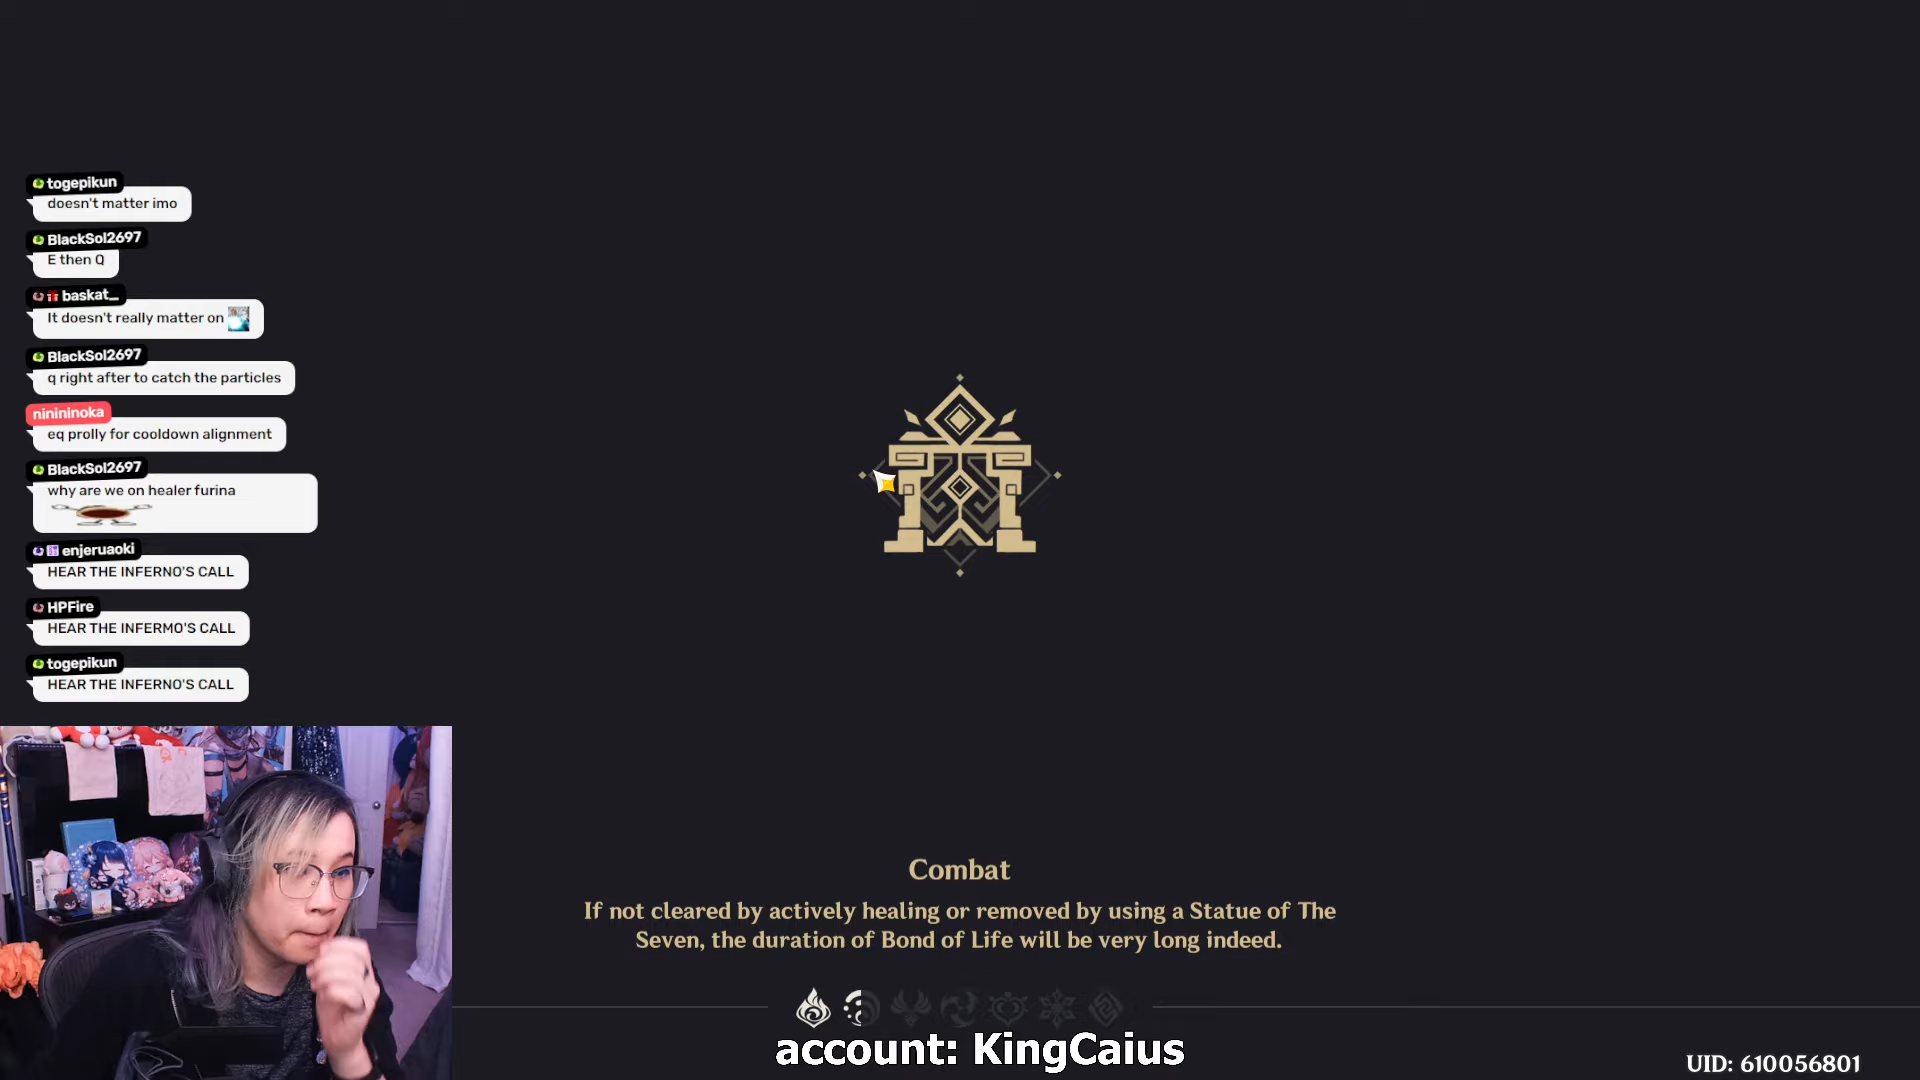 togepikun
doesn't matter imo
BlackSol2697
E then Q
baskat_
It doesn't really matter on
BlackSol2697
q right after to catch the particles
ninininoka
eq prolly for cooldown alignment
BlackSol2697
why are we on healer furina
enjeruaoki
HEAR THE INFERNO'S CALL
HPFire
HEAR THE INFERMO'S CALL
togepikun
HEAR THE INFERNO'S CALL
Combat
If not cleared by actively healing or removed by using a Statue of The
Seven, the duration of Bond of Life will be very long indeed.
account: KingCaius
UID: 610056801